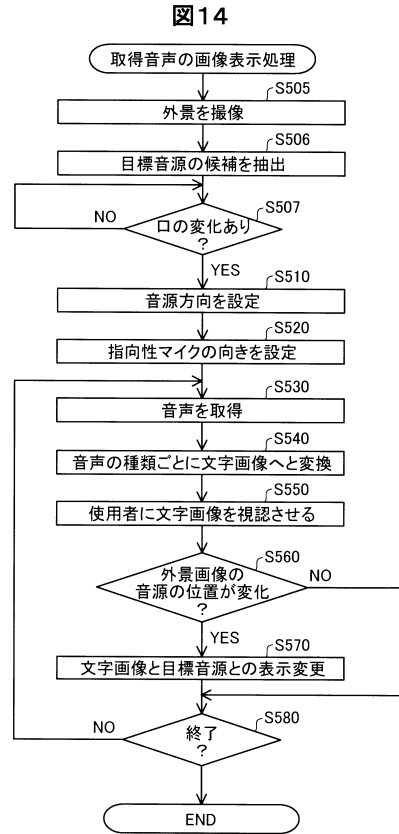 図14
取得音声の画像表示処理
S505
外景を撮像
S506
目標音源の候補を抽出
S507
NO
口の変化あり
?
YES
S510
音源方向を設定
S520
指向性マイクの向きを設定
S530
音声を取得
S540
音声の種類ごとに文字画像へと変換
S550
使用者に文字画像を視認させる
S560
外景画像の
NO
音源の位置が変化
?
YES
S570
文字画像と目標音源との表示変更
S580
NO
終了
?
END